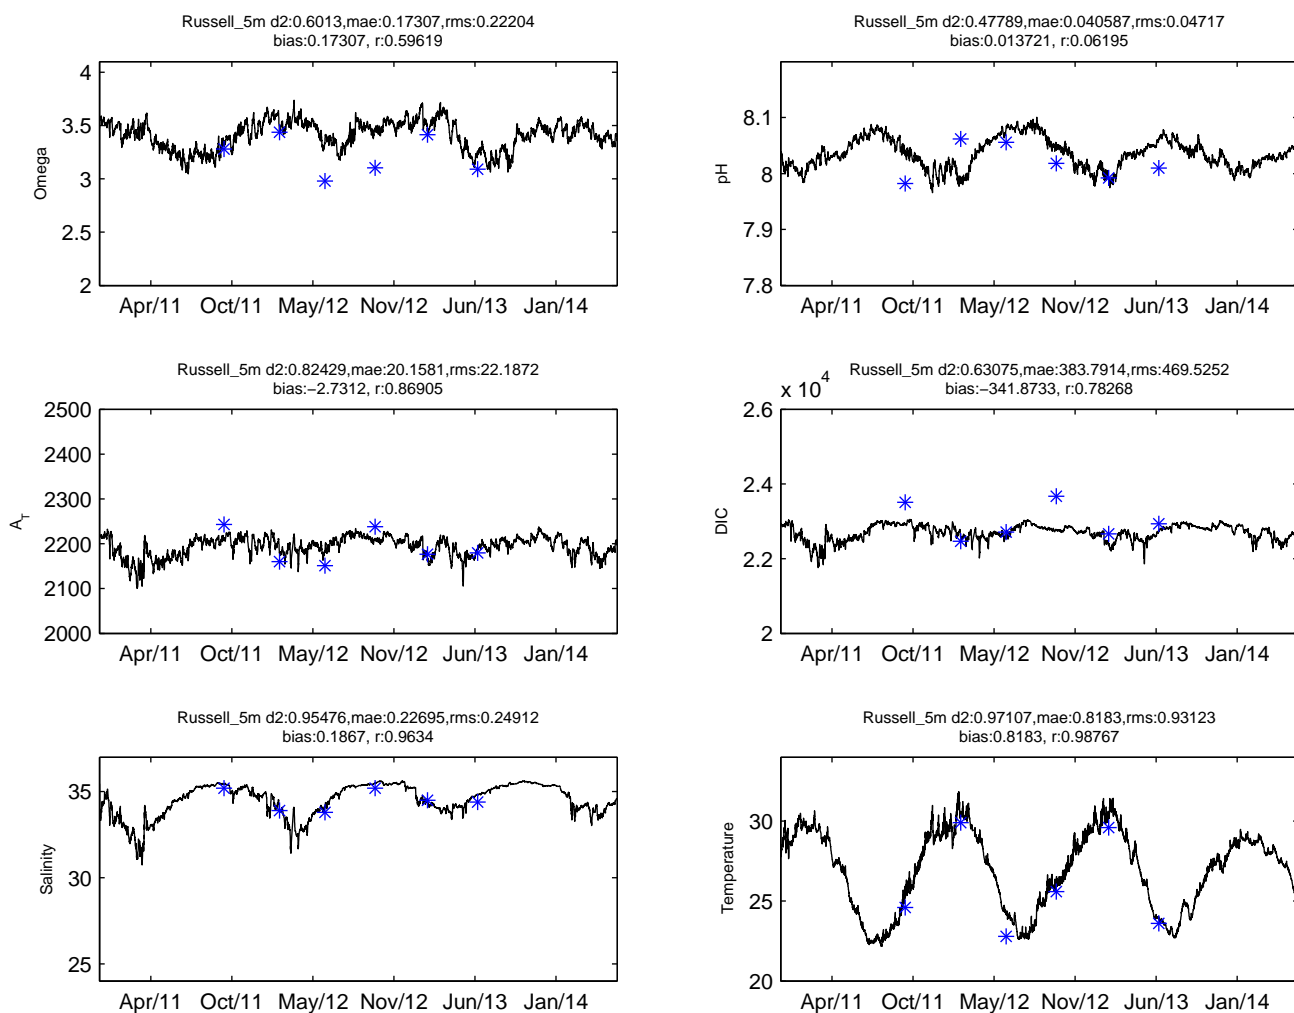 Russell_5m d2:0.6013,mae:0.17307,rms:0.22204
bias:0.17307, r:0.59619
4
3.5
3
2.5
2
Omega
Apr/11 Oct/11 May/12 Nov/12 Jun/13 Jan/14
Russell_5m d2:0.47789,mae:0.040587,rms:0.04717
bias:0.013721, r:0.06195
8.1
8
7.9
7.8
pH
Apr/11 Oct/11 May/12 Nov/12 Jun/13 Jan/14
Russell_5m d2:0.82429,mae:20.1581,rms:22.1872
bias:−2.7312, r:0.86905
2500
2400
2300
2200
2100
2000
A_T
Apr/11 Oct/11 May/12 Nov/12 Jun/13 Jan/14
Russell_5m d2:0.63075,mae:383.7914,rms:469.5252
bias:−341.8733, r:0.78268
x 10^4
2.6
2.4
2.2
2
DIC
Apr/11 Oct/11 May/12 Nov/12 Jun/13 Jan/14
Russell_5m d2:0.95476,mae:0.22695,rms:0.24912
bias:0.1867, r:0.9634
35
30
25
Salinity
Apr/11 Oct/11 May/12 Nov/12 Jun/13 Jan/14
Russell_5m d2:0.97107,mae:0.8183,rms:0.93123
bias:0.8183, r:0.98767
30
25
20
Temperature
Apr/11 Oct/11 May/12 Nov/12 Jun/13 Jan/14